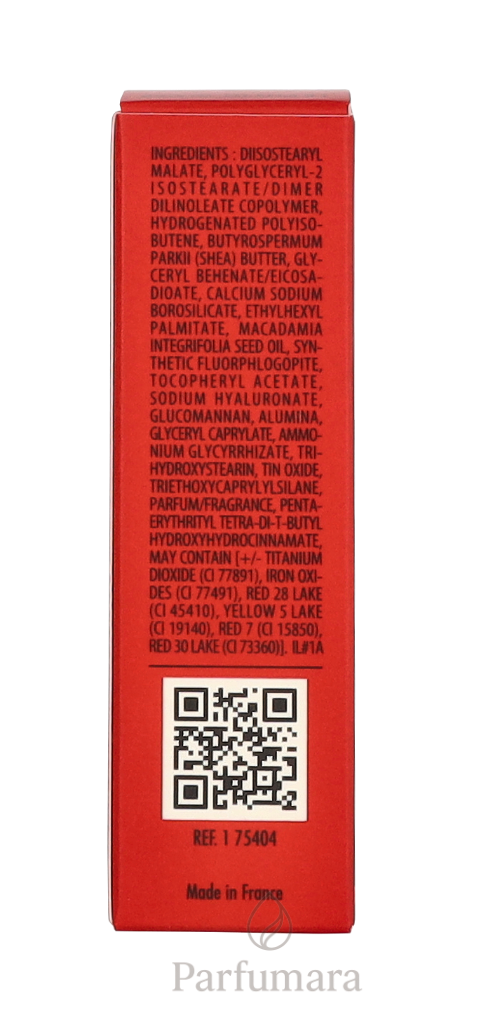 INGREDIENTS : DIISOSTEARYL
MALATE, POLYGLYCERYL-2
ISOSTEARATE/DIMER
DILINOLEATE COPOLYMER,
HYDROGENATED POLYISO-
BUTENE, BUTYROSPERMUM
PARKII (SHEA) BUTTER, GLY-
CERYL BEHENATE/EICOSA-
DIOATE, CALCIUM SODIUM
BOROSILICATE, ETHYLHEXYL
PALMITATE, MACADAMIA
INTEGRIFOLIA SEED OIL, SYN-
THETIC FLUORPHLOGOPITE,
TOCOPHERYL ACETATE,
SODIUM HYALURONATE,
GLUCOMANNAN, ALUMINA,
GLYCERYL CAPRYLATE, AMMO-
NIUM GLYCYRRHIZATE, TRI-
HYDROXYSTEARIN, TIN OXIDE,
TRIETHOXYCAPRYLYLSILANE,
PARFUM/FRAGRANCE, PENTA-
ERYTHRITYL TETRA-DI-T-BUTYL
HYDROXYHYDROCINNAMATE,
MAY CONTAIN [+/- TITANIUM
DIOXIDE (CI 77891), IRON OXI-
DES (CI 77491), RED 28 LAKE
(CI 45410), YELLOW 5 LAKE
(CI 19140), RED 7 (CI 15850),
RED 30 LAKE (CI 73360)]. IL#1A
REF. 1 75404
Made in France
Parfumara